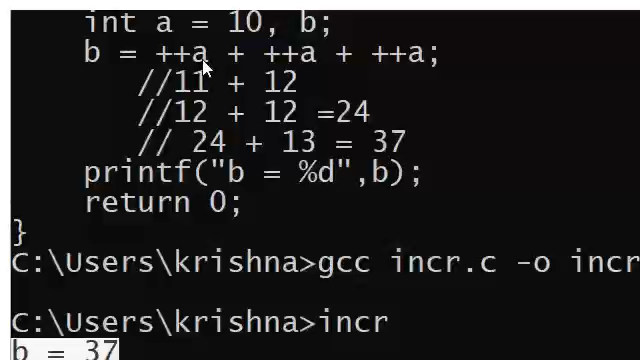 int a = 10, b;
b = ++a + ++a + ++a;
//11 + 12
//12 + 12 =24
// 24 + 13 = 37
printf("b = %d",b);
return 0;
}
C:\Users\krishna>gcc incr.c -o incr
C:\Users\krishna>incr
b = 37